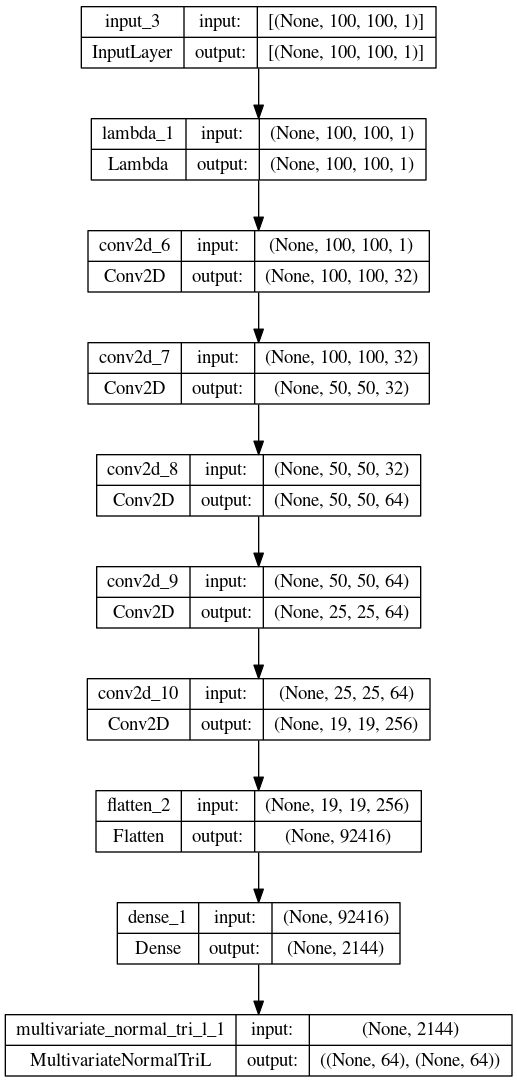 input_3 input: [(None, 100, 100, 1)]
InputLayer output: [(None, 100, 100, 1)]
lambda_1 input: (None, 100, 100, 1)
Lambda output: (None, 100, 100, 1)
conv2d_6 input: (None, 100, 100, 1)
Conv2D output: (None, 100, 100, 32)
conv2d_7 input: (None, 100, 100, 32)
Conv2D output: (None, 50, 50, 32)
conv2d_8 input: (None, 50, 50, 32)
Conv2D output: (None, 50, 50, 64)
conv2d_9 input: (None, 50, 50, 64)
Conv2D output: (None, 25, 25, 64)
conv2d_10 input: (None, 25, 25, 64)
Conv2D output: (None, 19, 19, 256)
flatten_2 input: (None, 19, 19, 256)
Flatten output: (None, 92416)
dense_1 input: (None, 92416)
Dense output: (None, 2144)
multivariate_normal_tri_l_1 input: (None, 2144)
MultivariateNormalTriL output: ((None, 64), (None, 64))